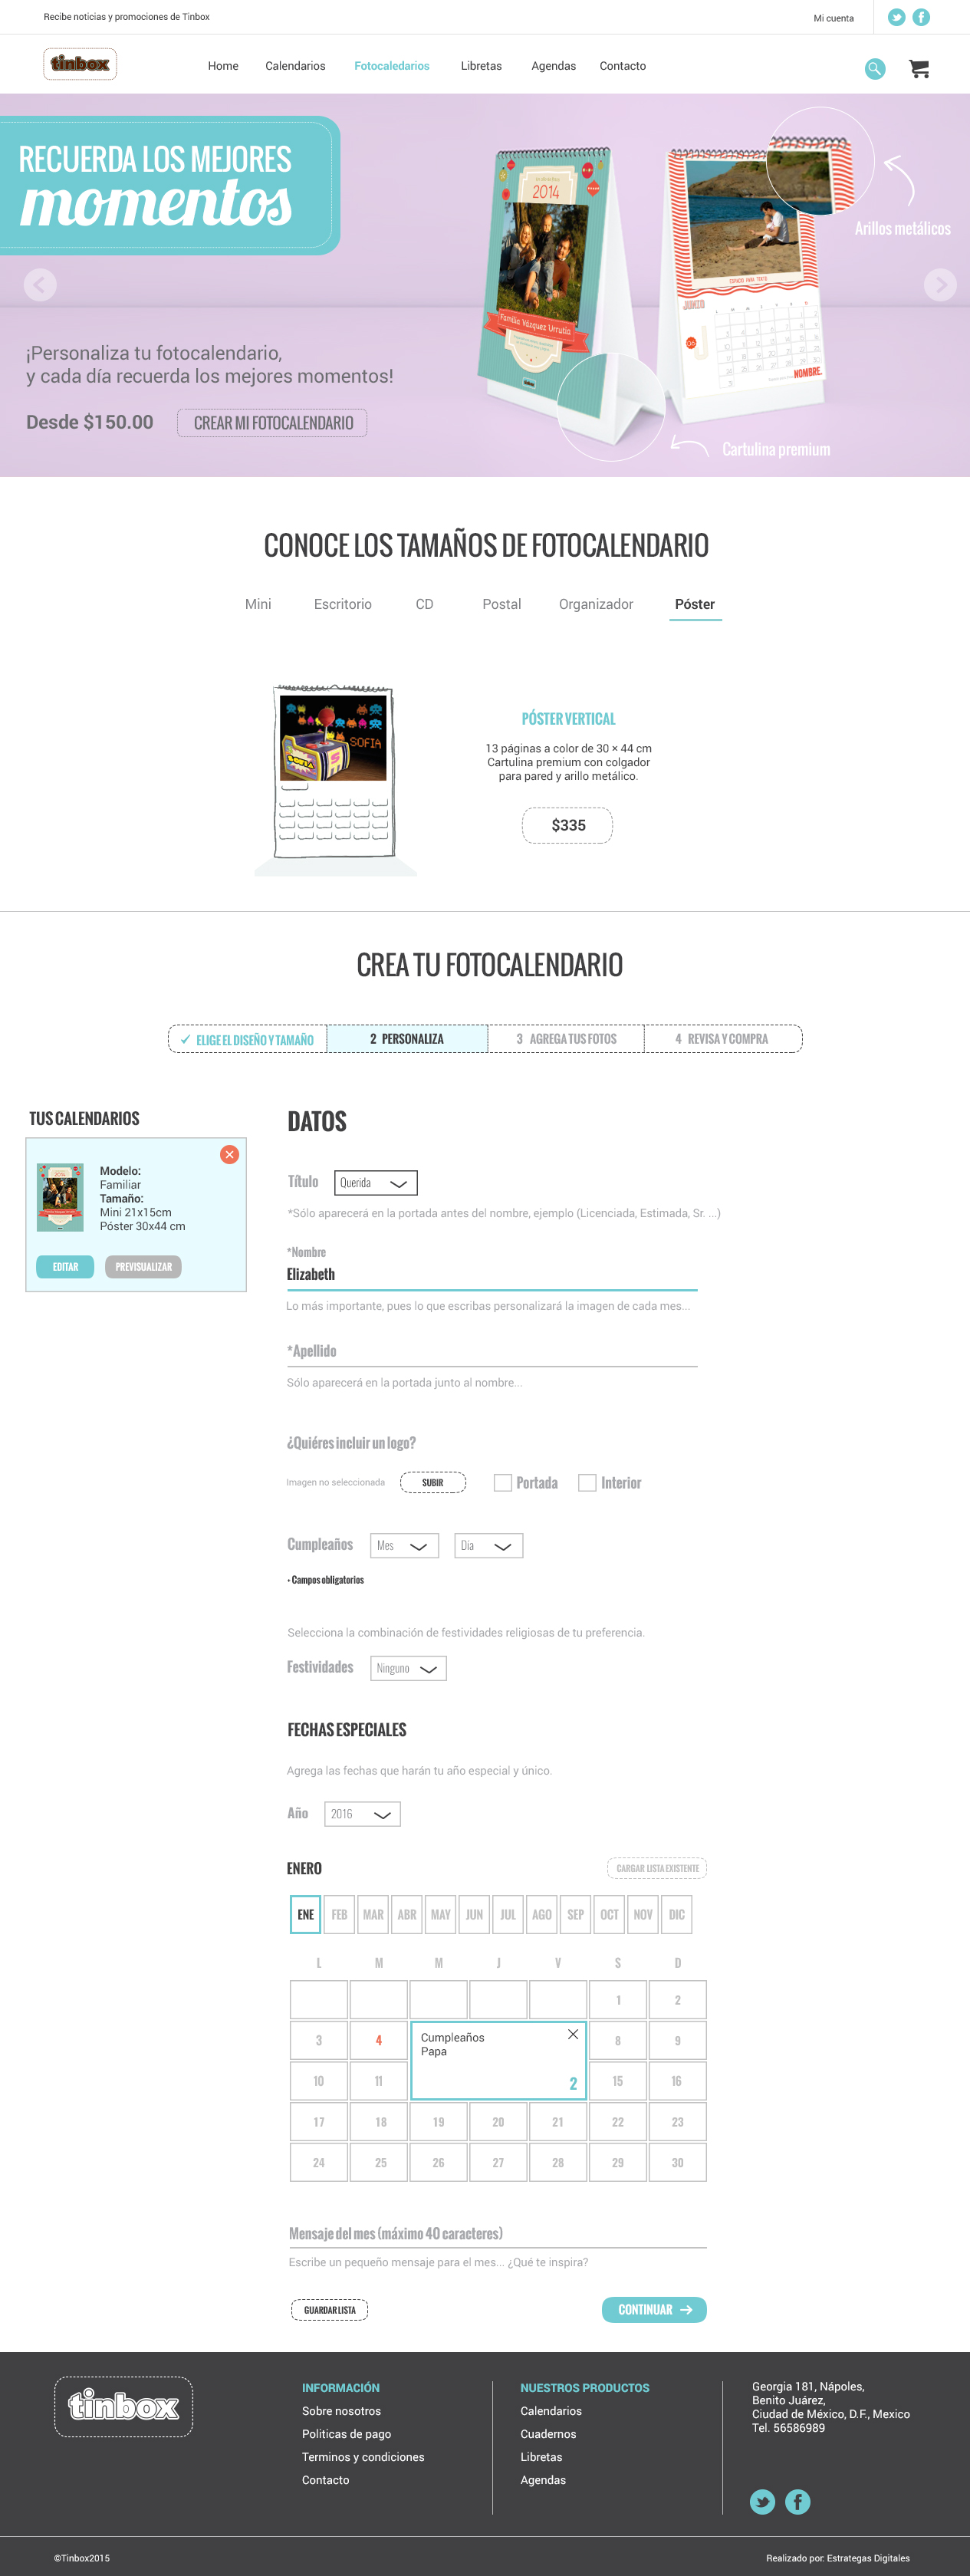 Recibe noticias y promociones de Tinbox
Mi cuenta
tinbox
Home Calendarios Fotocaledarios Libretas Agendas Contacto
RECUERDA LOS MEJORES
momentos
2014
Familia Vázquez Urrutia
JUNIO
06
NOMBRE.
Arillos metálicos
¡Personaliza tu fotocalendario,
y cada día recuerda los mejores momentos!
Desde $150.00 CREAR MI FOTOCALENDARIO
Cartulina premium
CONOCE LOS TAMAÑOS DE FOTOCALENDARIO
Mini Escritorio CD Postal Organizador Póster
SOFIA
SOFIA
PÓSTER VERTICAL
13 páginas a color de 30 × 44 cm
Cartulina premium con colgador
para pared y arillo metálico.
$335
CREA TU FOTOCALENDARIO
ELIGE EL DISEÑO Y TAMAÑO 2 PERSONALIZA 3 AGREGA TUS FOTOS 4 REVISA Y COMPRA
TUS CALENDARIOS
2014
Modelo:
Familiar
Tamaño:
Mini 21x15cm
Póster 30x44 cm
EDITAR PREVISUALIZAR
DATOS
Título Querida
*Sólo aparecerá en la portada antes del nombre, ejemplo (Licenciada, Estimada, Sr. ...)
*Nombre
Elizabeth
Lo más importante, pues lo que escribas personalizará la imagen de cada mes...
*Apellido
Sólo aparecerá en la portada junto al nombre...
¿Quiéres incluir un logo?
Imagen no seleccionada SUBIR Portada Interior
Cumpleaños Mes Día
• Campos obligatorios
Selecciona la combinación de festividades religiosas de tu preferencia.
Festividades Ninguno
FECHAS ESPECIALES
Agrega las fechas que harán tu año especial y único.
Año 2016
ENERO CARGAR LISTA EXISTENTE
ENE FEB MAR ABR MAY JUN JUL AGO SEP OCT NOV DIC
L M M J V S D
1 2
3 4 8 9
Cumpleaños
Papa
2
10 11 15 16
17 18 19 20 21 22 23
24 25 26 27 28 29 30
Mensaje del mes (máximo 40 caracteres)
Escribe un pequeño mensaje para el mes... ¿Qué te inspira?
GUARDAR LISTA CONTINUAR
tinbox
INFORMACIÓN
Sobre nosotros
Politicas de pago
Terminos y condiciones
Contacto
NUESTROS PRODUCTOS
Calendarios
Cuadernos
Libretas
Agendas
Georgia 181, Nápoles,
Benito Juárez,
Ciudad de México, D.F., Mexico
Tel. 56586989
©Tinbox2015
Realizado por: Estrategas Digitales